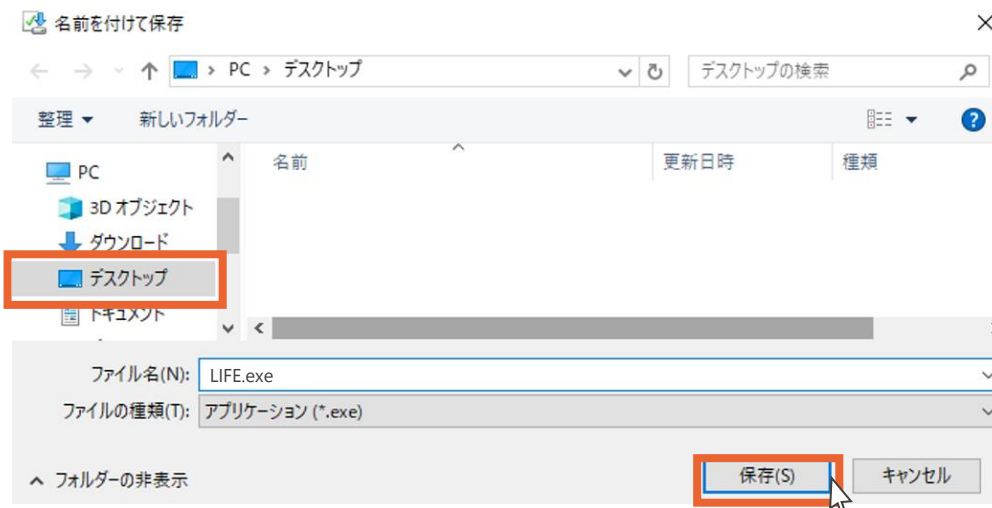 名前を付けて保存
PC > デスクトップ
デスクトップの検索
整理
新しいフォルダー
名前
更新日時
種類
PC
3D オブジェクト
ダウンロード
デスクトップ
ドキュメント
ファイル名(N): LIFE.exe
ファイルの種類(T): アプリケーション (*.exe)
フォルダーの非表示
保存(S)
キャンセル